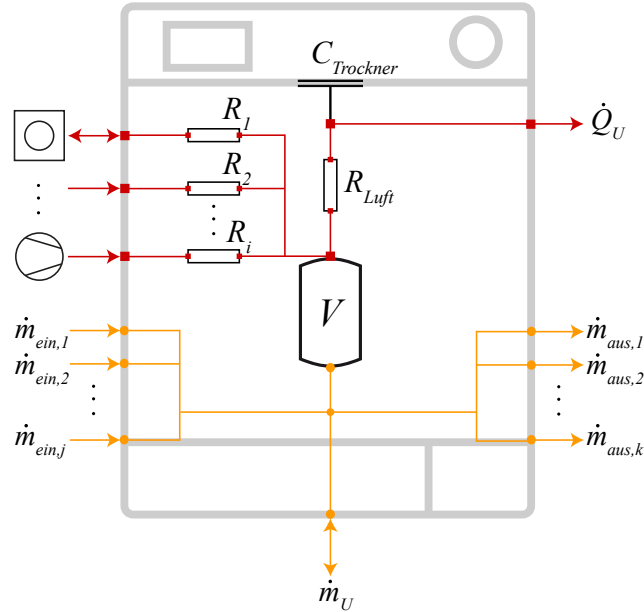 C_Trockner
R_1
Q̇_U
R_2
R_Luft
R_i
V
ṁ_ein,1
ṁ_aus,1
ṁ_ein,2
ṁ_aus,2
ṁ_ein,j
ṁ_aus,k
ṁ_U